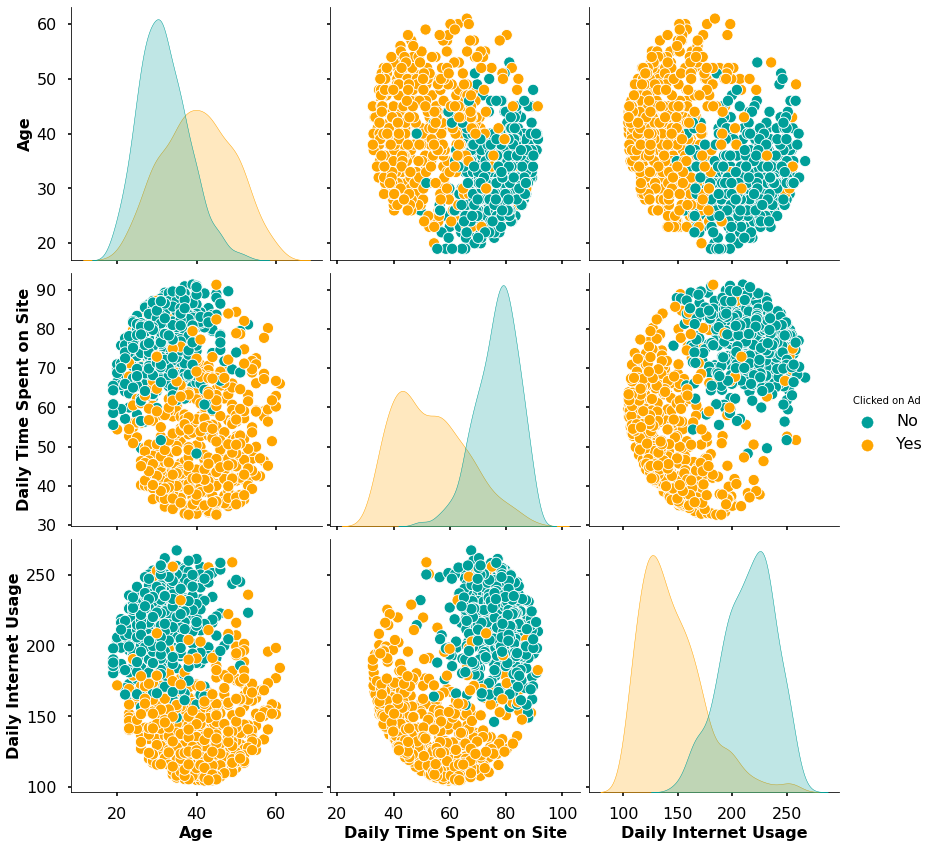 60
50
40
30
20
Age
90
80
70
60
50
40
30
Daily Time Spent on Site
Clicked on Ad
No
Yes
250
200
150
100
Daily Internet Usage
20 40 60
20 40 60 80 100
100 150 200 250
Age
Daily Time Spent on Site
Daily Internet Usage